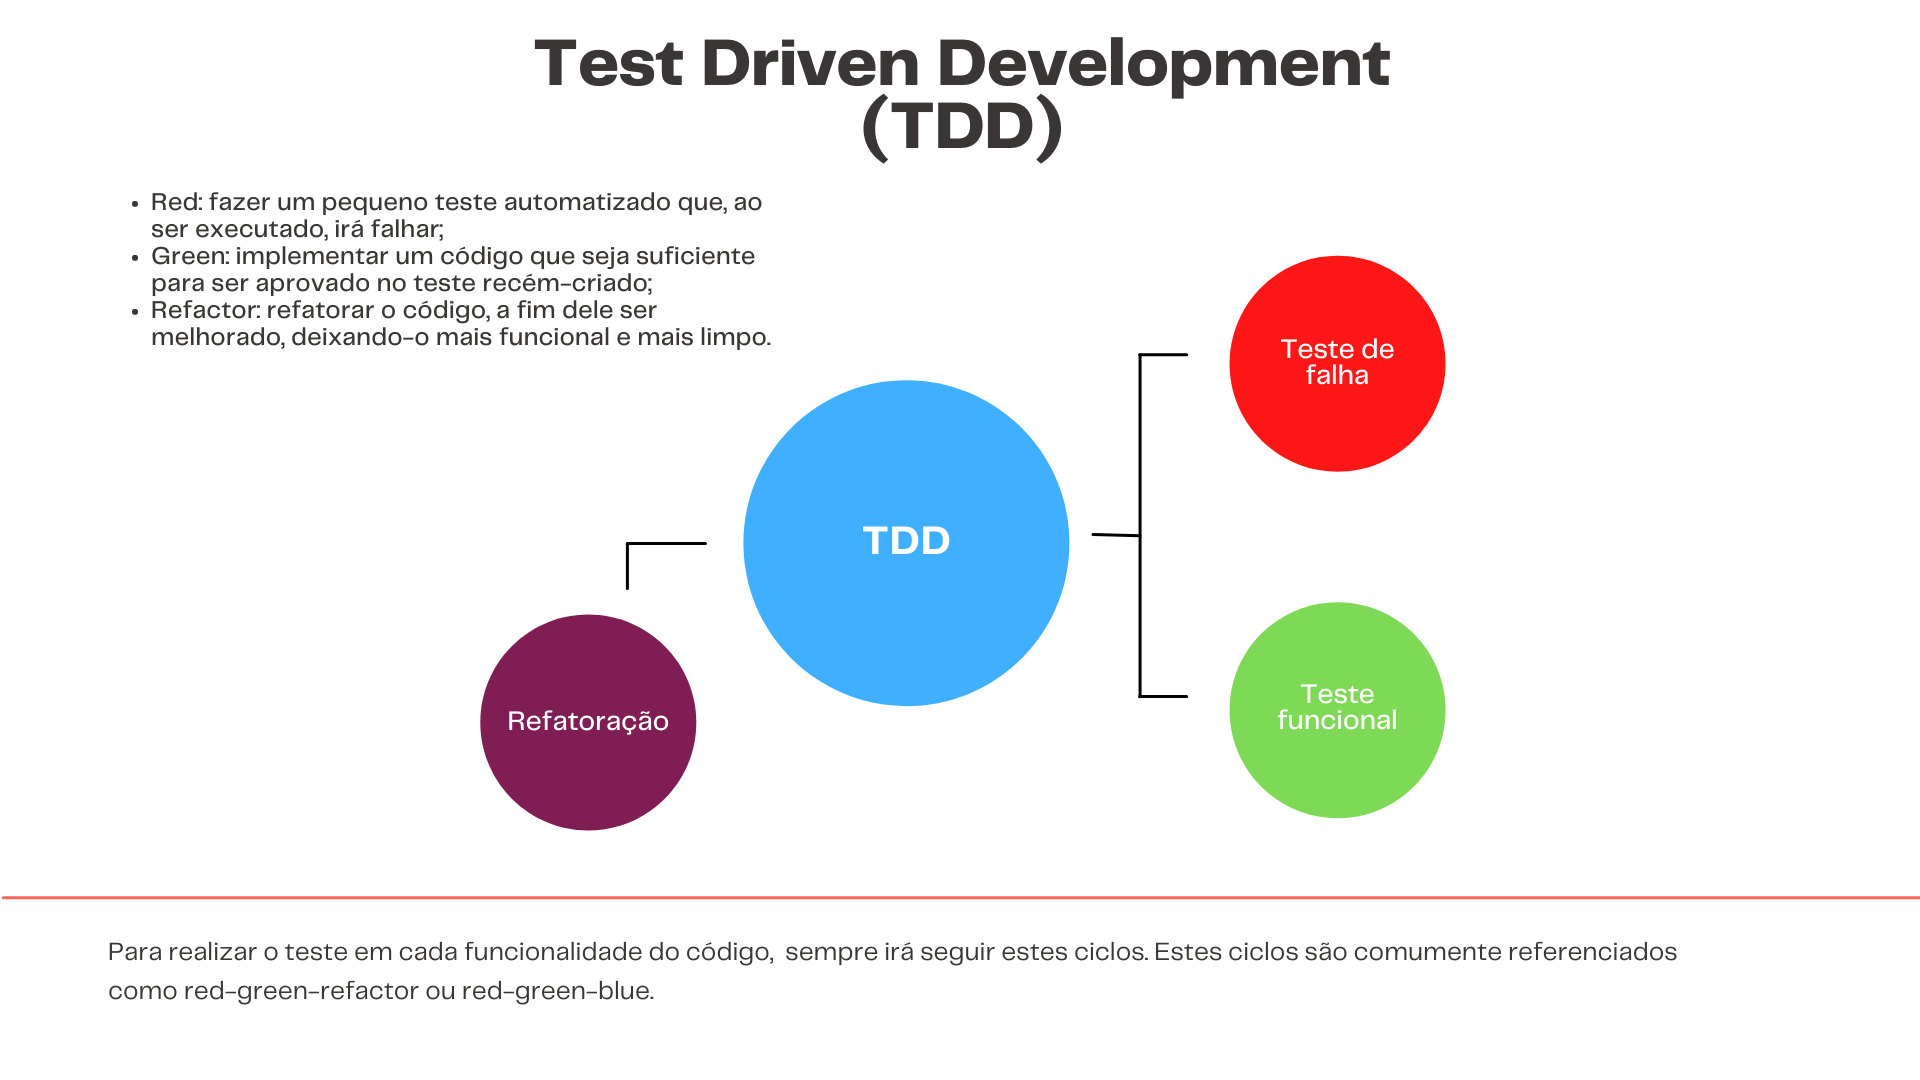 Test Driven Development
(TDD)
• Red: fazer um pequeno teste automatizado que, ao
ser executado, irá falhar;
• Green: implementar um código que seja suficiente
para ser aprovado no teste recém-criado;
• Refactor: refatorar o código, a fim dele ser
melhorado, deixando-o mais funcional e mais limpo.
Teste de
falha
TDD
Teste
funcional
Refatoração
Para realizar o teste em cada funcionalidade do código,  sempre irá seguir estes ciclos. Estes ciclos são comumente referenciados
como red-green-refactor ou red-green-blue.